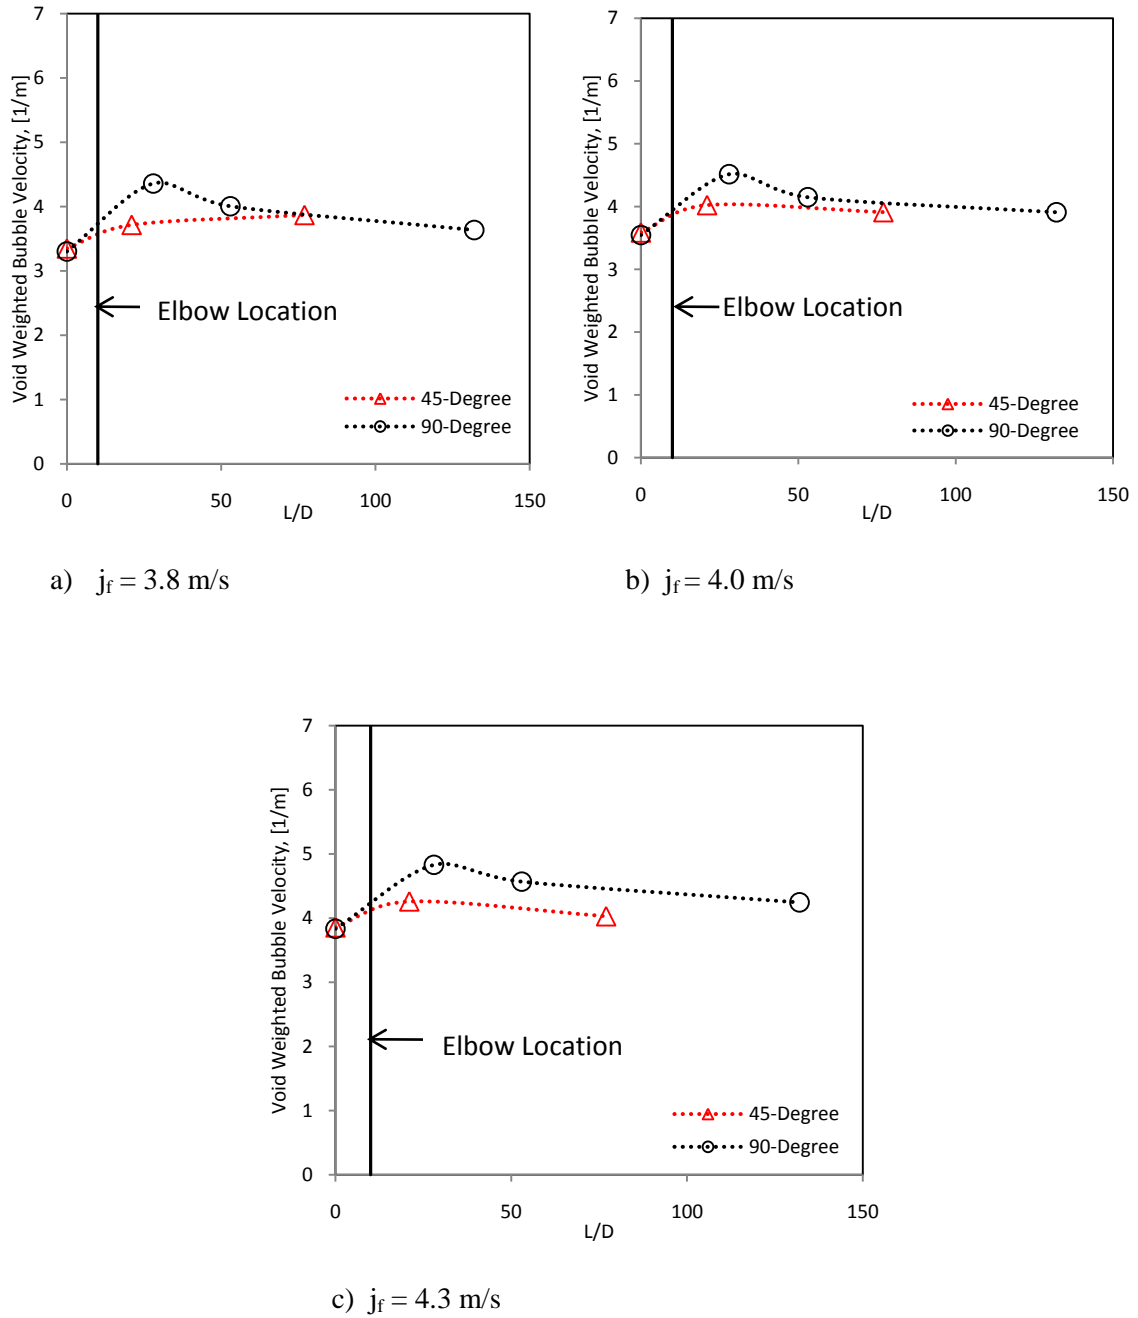 Void Weighted Bubble Velocity, [1/m]
7
6
5
4
3
2
1
0
Elbow Location
45-Degree
90-Degree
0 50 100 150
L/D
a) jf = 3.8 m/s
Void Weighted Bubble Velocity, [1/m]
7
6
5
4
3
2
1
0
Elbow Location
45-Degree
90-Degree
0 50 100 150
L/D
b) jf = 4.0 m/s
Void Weighted Bubble Velocity, [1/m]
7
6
5
4
3
2
1
0
Elbow Location
45-Degree
90-Degree
0 50 100 150
L/D
c) jf = 4.3 m/s